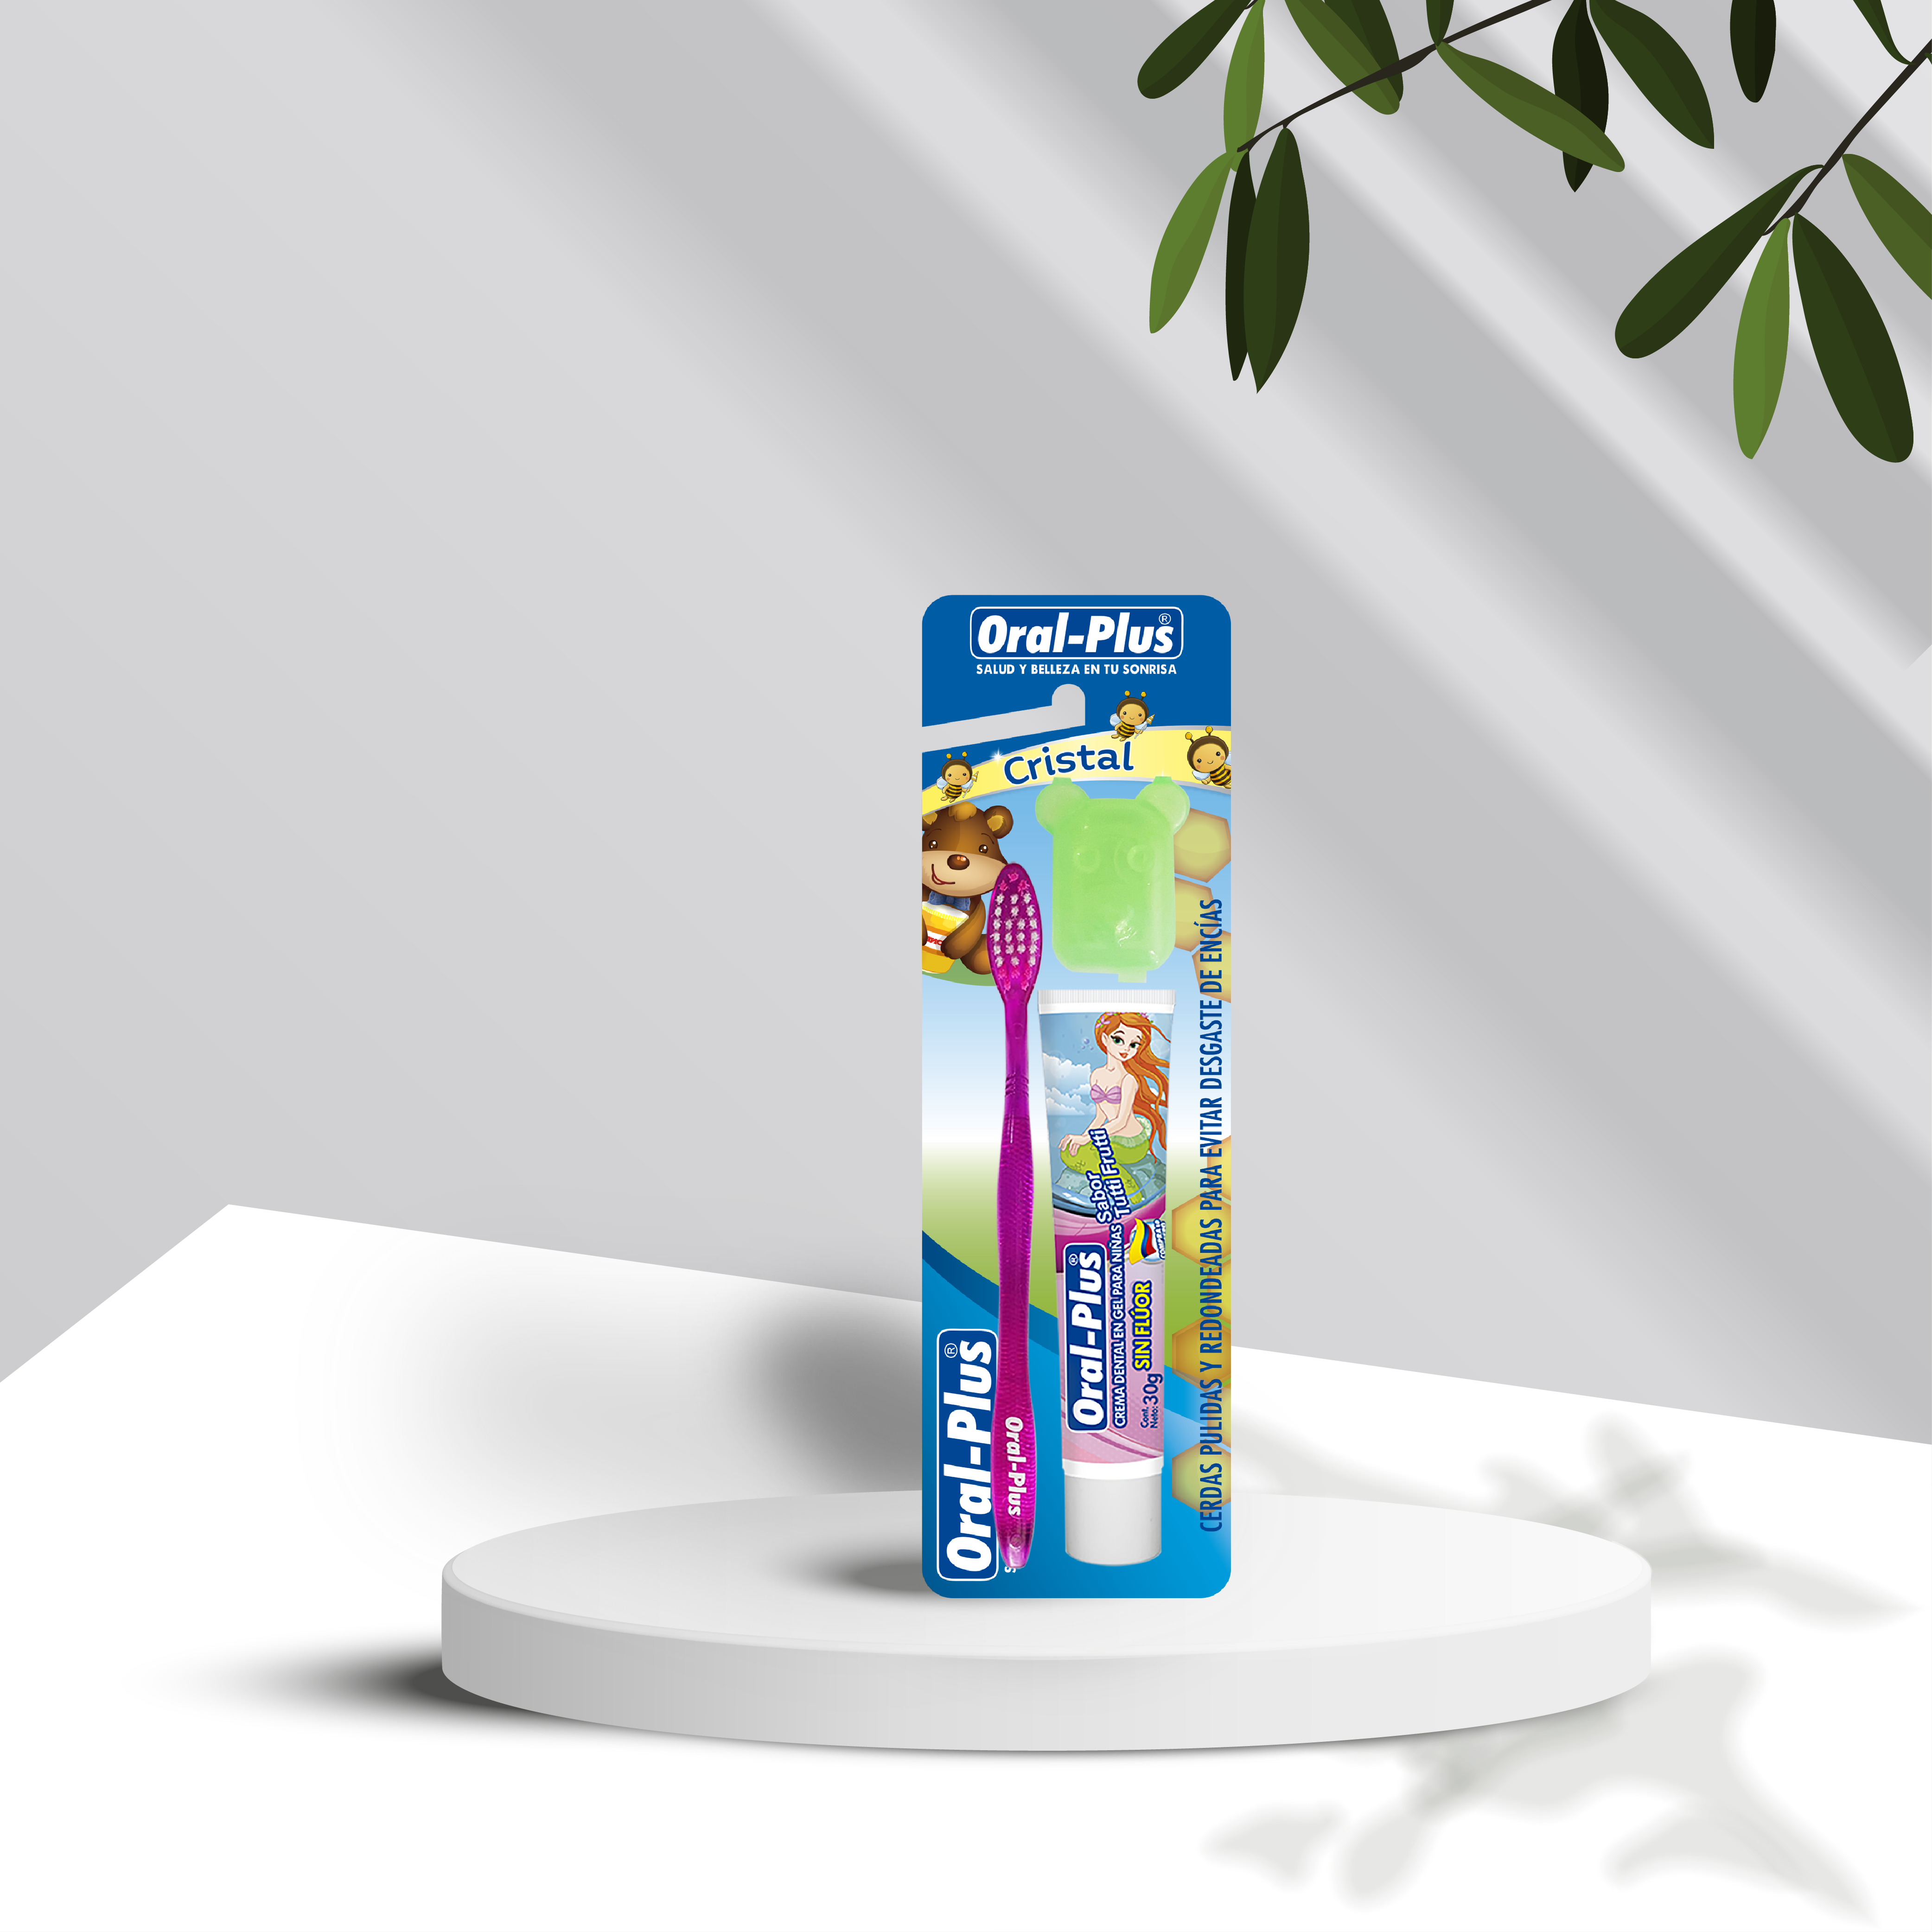 Oral-Plus®
SALUD Y BELLEZA EN TU SONRISA
Cristal
CERDAS PULIDAS Y REDONDEADAS PARA EVITAR DESGASTE DE ENCÍAS
Sabor
Tutti Frutti
Oral-Plus®
CREMA DENTAL EN GEL PARA NIÑAS
SIN FLÚOR
Cont.
Neto: 30g
Oral-Plus®
Oral-Plus